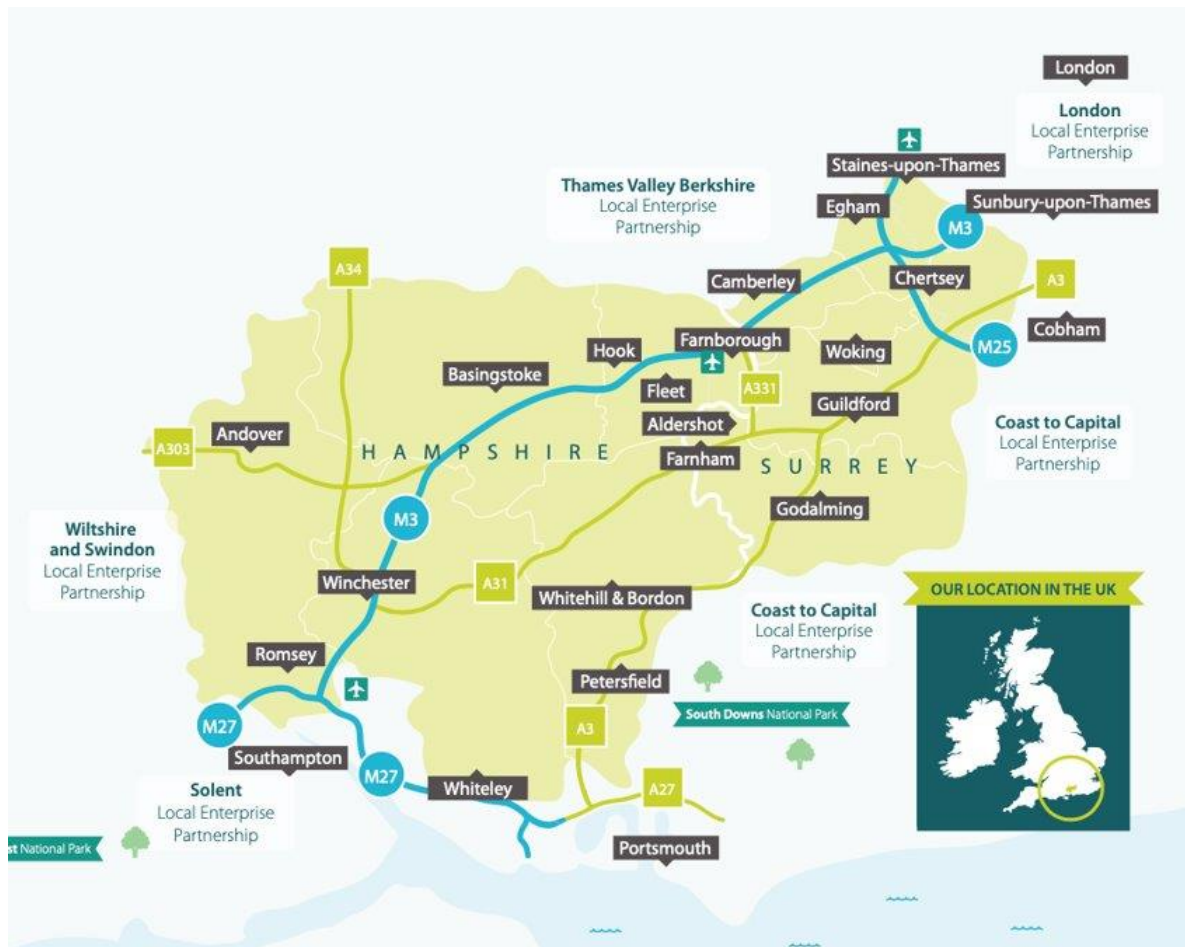 London
London
Local Enterprise
Partnership
Staines-upon-Thames
Thames Valley Berkshire
Local Enterprise
Partnership
Egham
Sunbury-upon-Thames
M3
A34
Camberley
Chertsey
A3
Cobham
Farnborough
Hook
Woking
M25
Basingstoke
Fleet
A331
Guildford
Aldershot
Andover
A303
HAMPSHIRE
Farnham
SURREY
Coast to Capital
Local Enterprise
Partnership
Godalming
M3
Wiltshire
and Swindon
Local Enterprise
Partnership
Winchester
A31
Whitehill & Bordon
OUR LOCATION IN THE UK
Coast to Capital
Local Enterprise
Partnership
Romsey
Petersfield
South Downs National Park
M27
A3
Southampton
M27
Whiteley
A27
Solent
Local Enterprise
Partnership
Portsmouth
st National Park